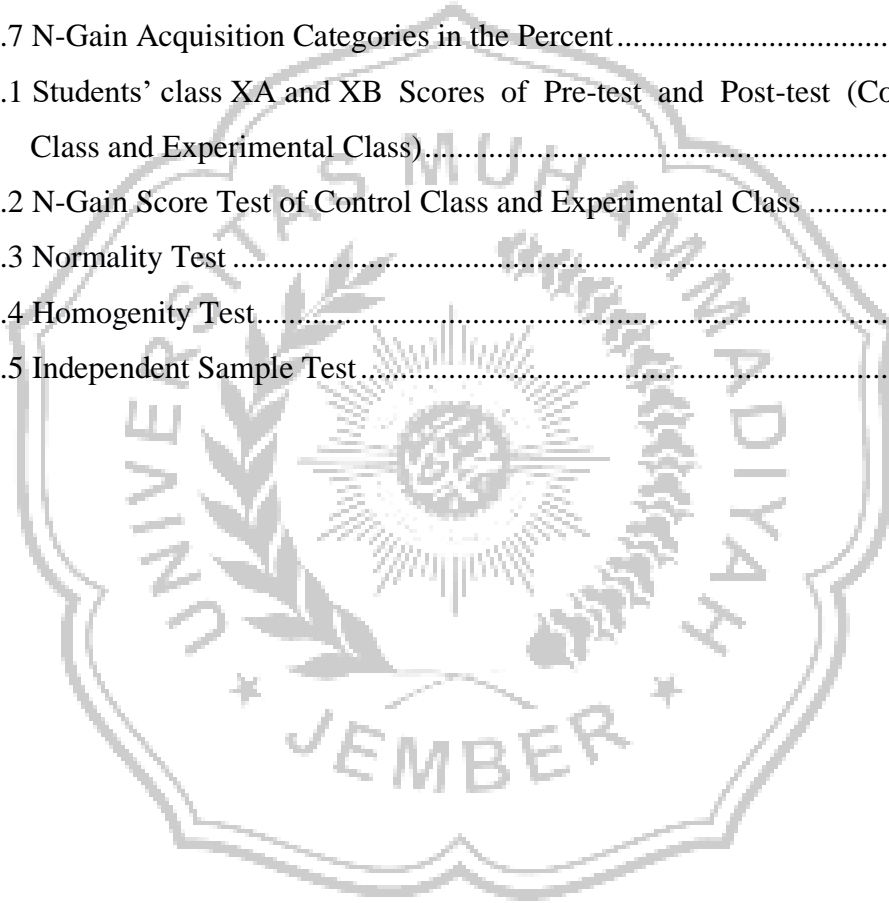 .7 N-Gain Acquisition Categories in the Percent..................................
.1 Students’ class XA and XB Scores of Pre-test and Post-test (Co
Class and Experimental Class)..........................................................
.2 N-Gain Score Test of Control Class and Experimental Class ..........
.3 Normality Test .................................................................................
.4 Homogenity Test..............................................................................
.5 Independent Sample Test.................................................................
UNIVERSITAS MUHAMMADIYAH
JEMBER